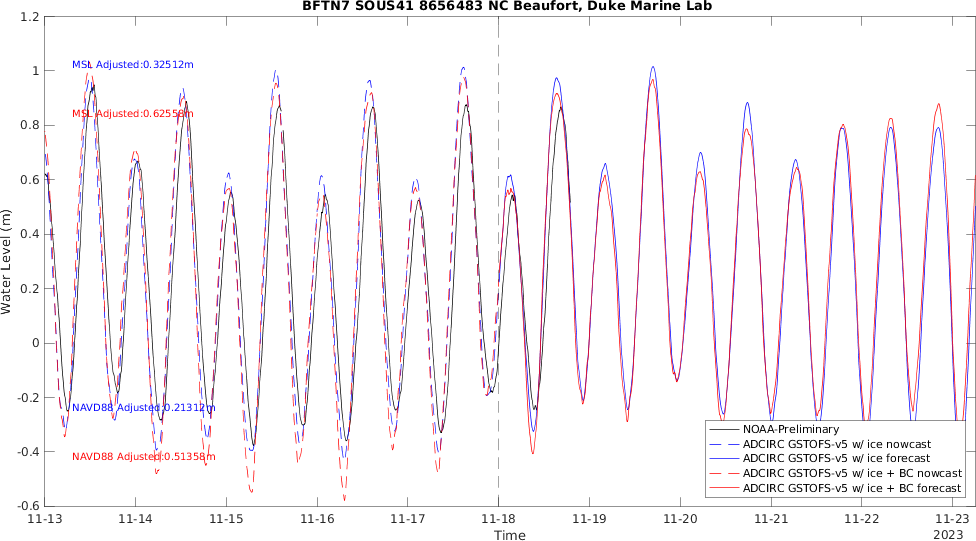 BFTN7 SOUS41 8656483 NC Beaufort, Duke Marine Lab
1.2
1
0.8
0.6
0.4
0.2
0
-0.2
-0.4
-0.6
Water Level (m)
MSL Adjusted:0.32512m
MSL Adjusted:0.62559m
NAVD88 Adjusted:0.21312m
NAVD88 Adjusted:0.51358m
NOAA-Preliminary
ADCIRC GSTOFS-v5 w/ ice nowcast
ADCIRC GSTOFS-v5 w/ ice forecast
ADCIRC GSTOFS-v5 w/ ice + BC nowcast
ADCIRC GSTOFS-v5 w/ ice + BC forecast
11-13 11-14 11-15 11-16 11-17 11-18 11-19 11-20 11-21 11-22 11-23
Time
2023